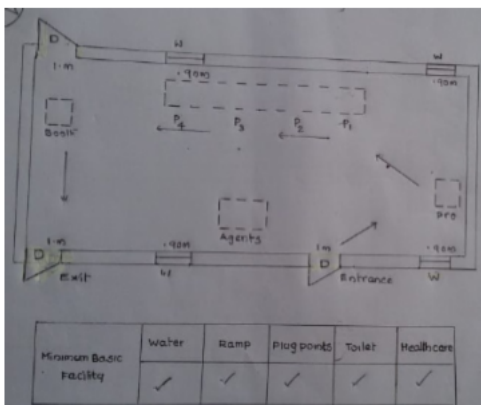 D W W
1.m .90m .90m
P4 P3 P2 P1
Booth
Pro
Agents
1.m .90m 1m .90m
D D
Exit W Entrance W
Minimum Basic Facility
Water Ramp Plug points Toilet Healthcare
✓ ✓ ✓ ✓ ✓